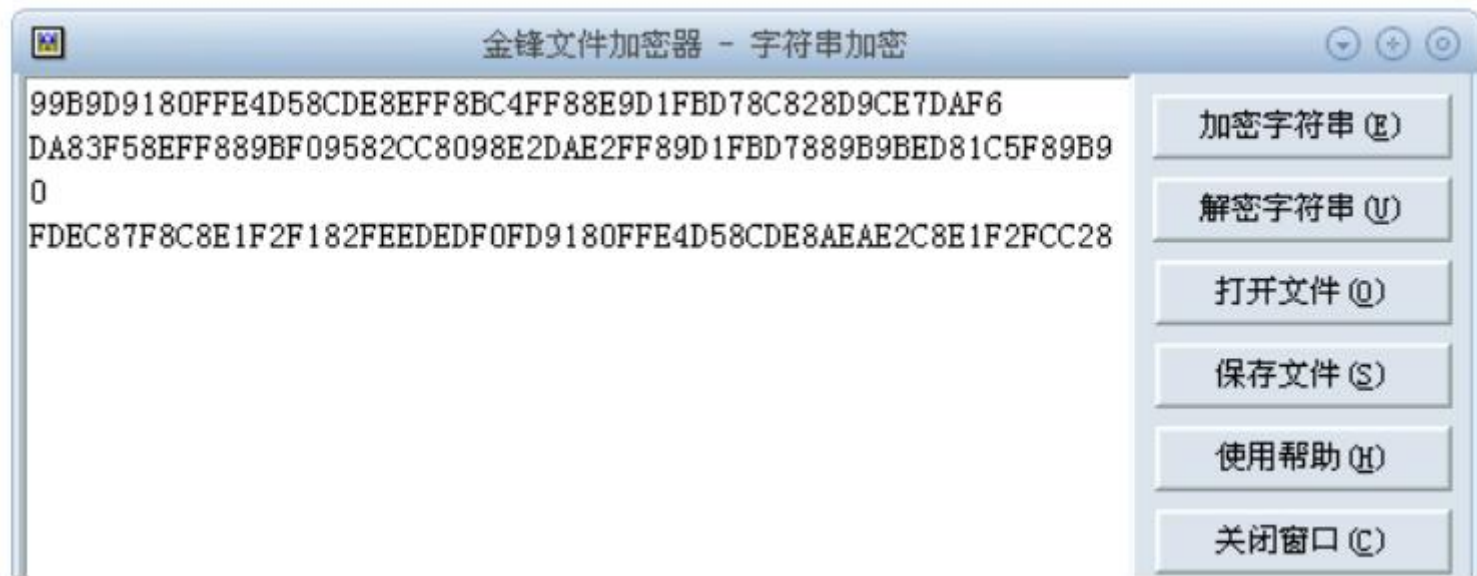 金锋文件加密器 - 字符串加密
99B9D9180FFE4D58CDE8EFF8BC4FF88E9D1FBD78C828D9CE7DAF6
DA83F58EFF889BF09582CC8098E2DAE2FF89D1FBD7889B9BED81C5F89B9
0
FDEC87F8C8E1F2F182FEEDEDF0FD9180FFE4D58CDE8AEAE2C8E1F2FCC28
加密字符串(E)
解密字符串(U)
打开文件(O)
保存文件(S)
使用帮助(H)
关闭窗口(C)